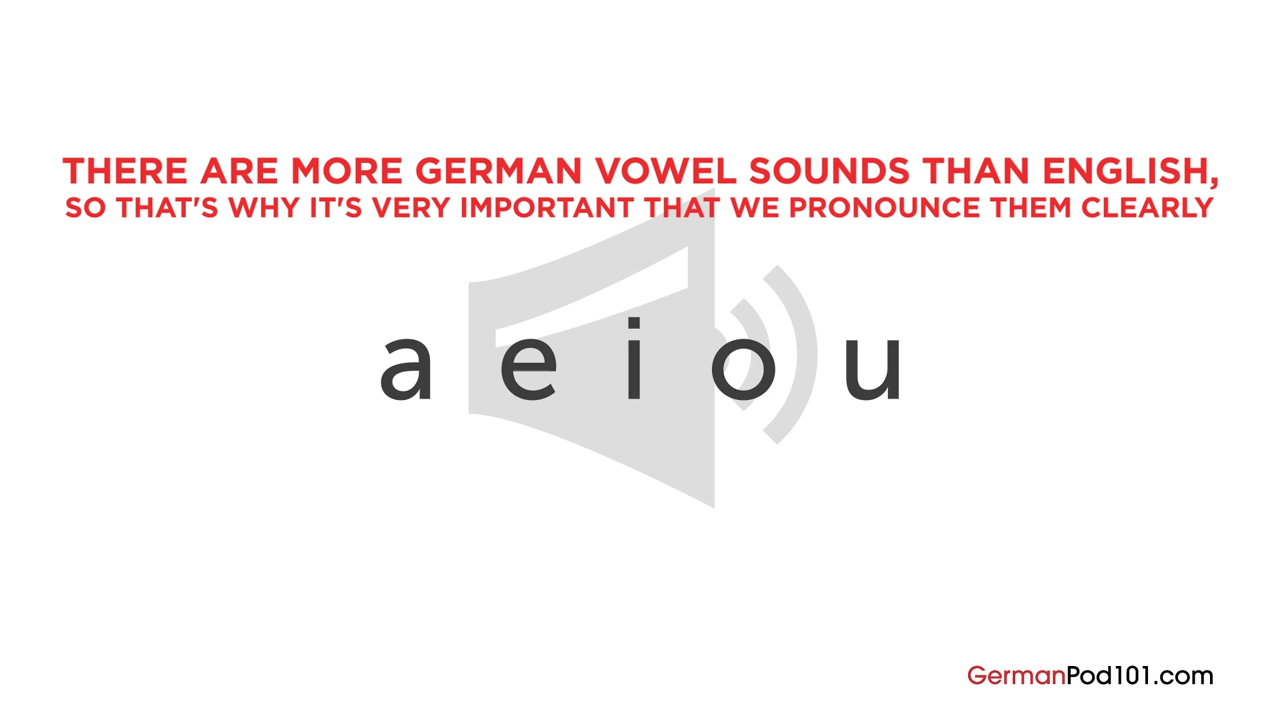 THERE ARE MORE GERMAN VOWEL SOUNDS THAN ENGLISH,
SO THAT'S WHY IT'S VERY IMPORTANT THAT WE PRONOUNCE THEM CLEARLY
a e i o u
GermanPod101.com